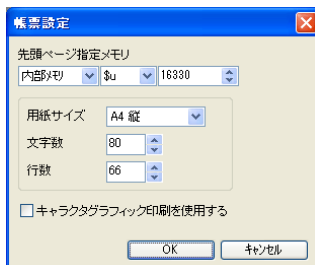 帳票設定
先頭ページ指定メモリ
内部メモリ $u 16330
用紙サイズ A4 縦
文字数 80
行数 66
キャラクタグラフィック印刷を使用する
OK キャンセル